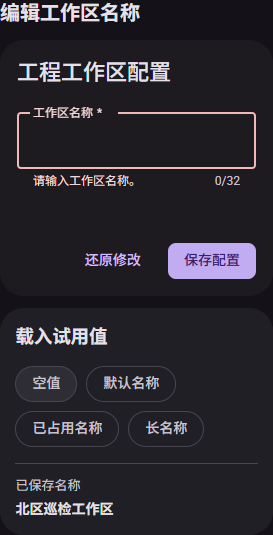 编辑工作区名称
工程工作区配置
工作区名称 *
请输入工作区名称。 0/32
还原修改 保存配置
载入试用值
空值 默认名称
已占用名称 长名称
已保存名称
北区巡检工作区